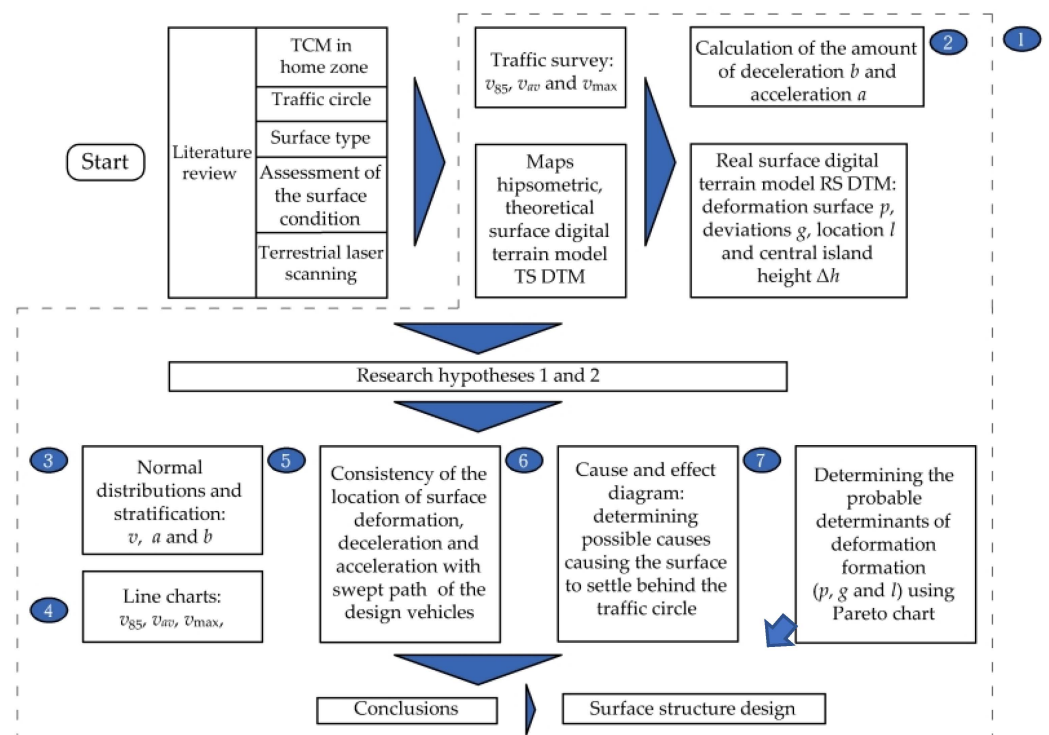 Start
Literature
review
TCM in
home zone
Traffic circle
Surface type
Assessment of
the surface
condition
Terrestrial laser
scanning
Traffic survey:
v85, vav and vmax
Maps
hipsometric,
theoretical
surface digital
terrain model
TS DTM
2
1
Calculation of the amount
of deceleration b and
acceleration a
Real surface digital
terrain model RS DTM:
deformation surface p,
deviations g, location l
and central island
height Δh
Research hypotheses 1 and 2
3
Normal
distributions and
stratification:
v, a and b
4
Line charts:
v85, vav, vmax,
5
Consistency of the
location of surface
deformation,
deceleration and
acceleration with
swept path of the
design vehicles
6
Cause and effect
diagram:
determining
possible causes
causing the surface
to settle behind the
traffic circle
7
Determining the
probable
determinants of
deformation
formation
(p, g and l) using
Pareto chart
Conclusions
Surface structure design